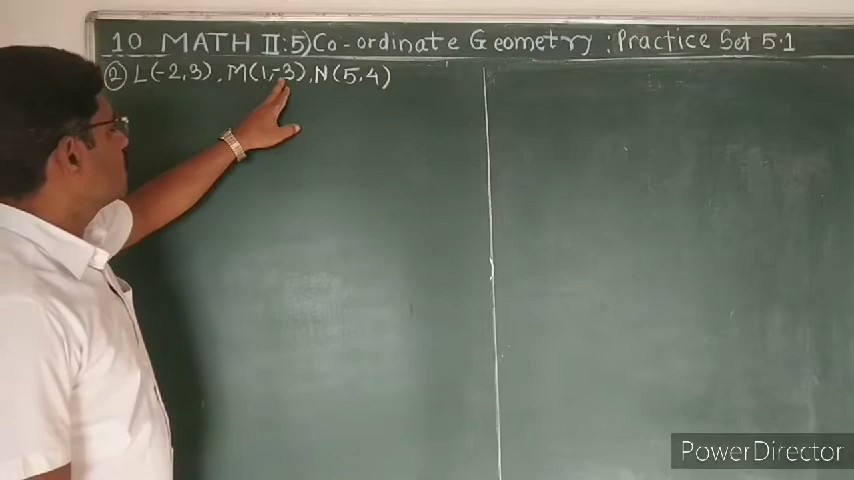 10 MATH II:5)Co-ordinate Geometry : Practice Set 5.1
② L(-2,3), M(1,-3), N(5,4)
PowerDirector